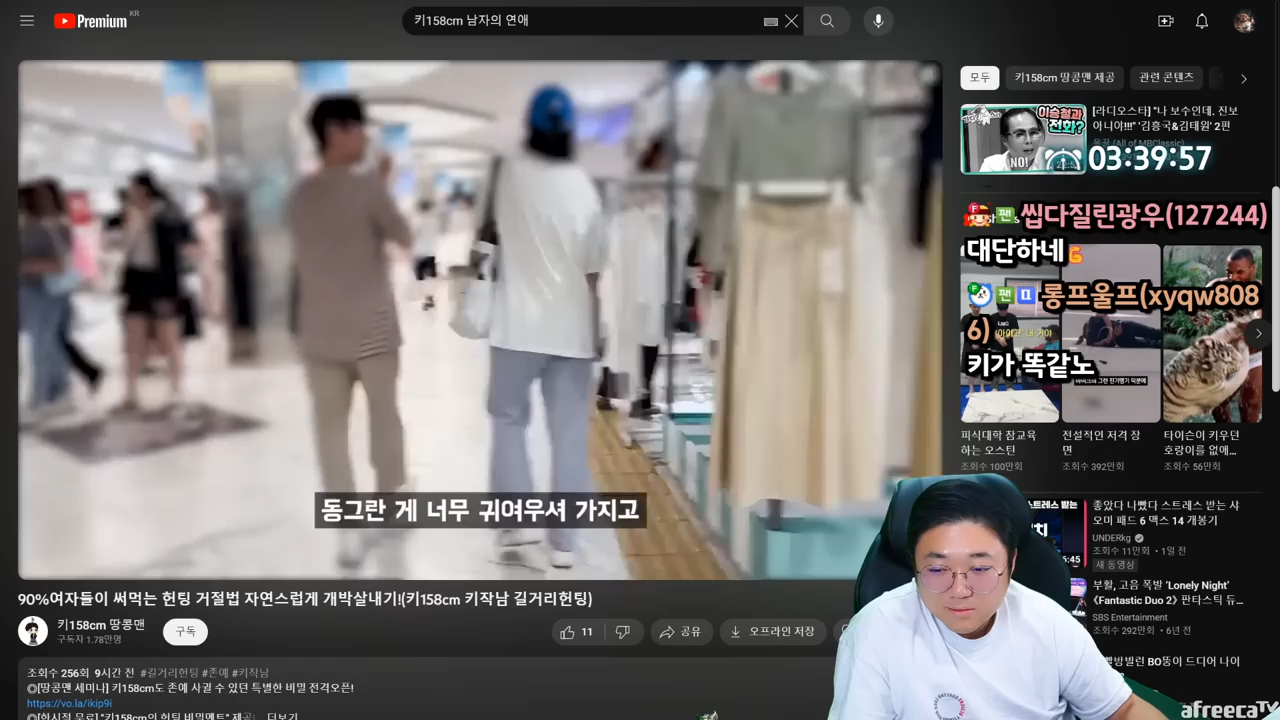 Premium KR
키158cm 남자의 연애
동그란 게 너무 귀여우셔 가지고
90%여자들이 써먹는 헌팅 거절법 자연스럽게 개박살내기!(키158cm 키작남 길거리헌팅)
키158cm 땅콩맨
구독자 1.78만명
구독
11
공유
오프라인 저장
조회수 256회 9시간 전 #길거리헌팅 #존예 #키작남
◎[땅콩맨 세미나] 키158cm도 존예 사귈 수 있던 특별한 비밀 전격오픈!
https://vo.la/ikip9i
더보기
모두
키158cm 땅콩맨 제공
관련 콘텐츠
이승철과
전화?
NO!
[라디오스타] "나 보수인데. 진보
아니야!!!" '김흥국&김태원' 2편
03:39:57
팬 씹다질린광우(127244)
대단하네
팬 롱프울프(xyqw808
6)
키가 똑같노
피식대학 참교육
하는 오스틴
조회수 100만회
전설적인 저격 장
면
조회수 392만회
타이슨이 키우던
호랑이를 없애...
조회수 56만회
좋았다 나빴다 스트레스 받는 샤
오미 패드 6 맥스 14 개봉기
UNDERkg
조회수 11만회 • 1일 전
새 동영상
부활, 고음 폭발 'Lonely Night'
《Fantastic Duo 2》 판타스틱 듀...
SBS Entertainment
조회수 292만회 • 6년 전
BO뚱이 드디어 나이
afreecaTV